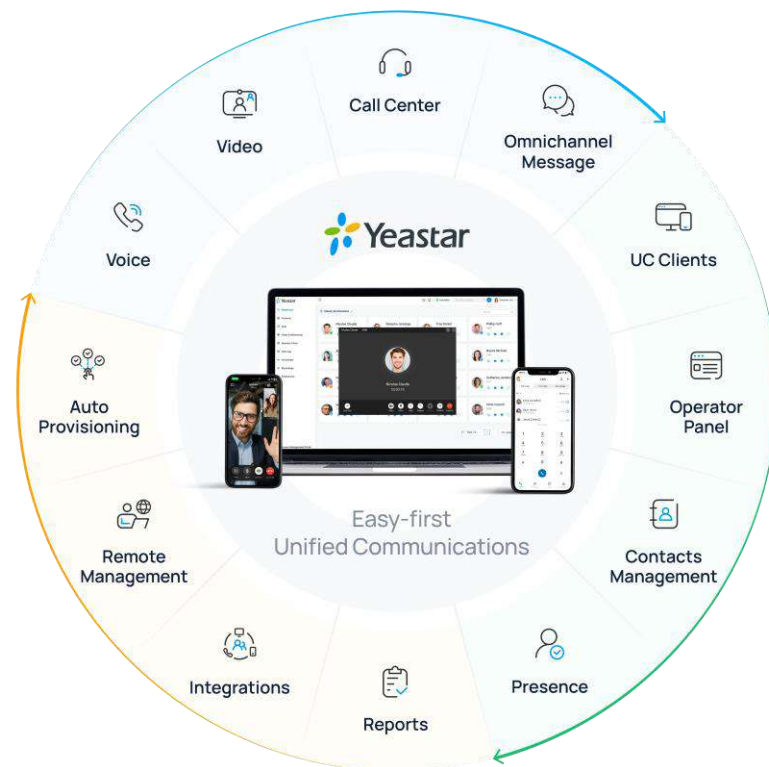 Call Center
Video
Omnichannel
Message
Voice
Yeastar
UC Clients
Auto
Provisioning
Operator
Panel
Easy-first
Unified Communications
Remote
Management
Contacts
Management
Integrations
Presence
Reports